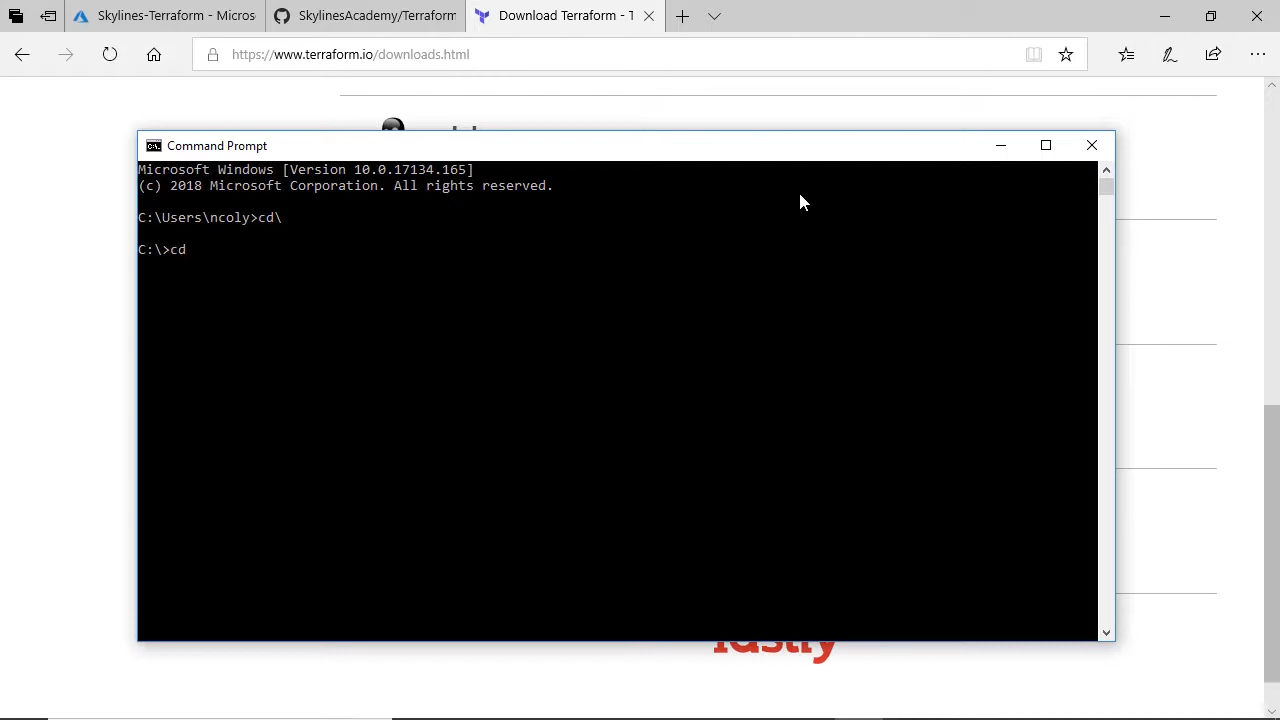 Skylines-Terraform - Micros
SkylinesAcademy/Terraform
Download Terraform - T
https://www.terraform.io/downloads.html
Command Prompt
Microsoft Windows [Version 10.0.17134.165]
(c) 2018 Microsoft Corporation. All rights reserved.
C:\Users\ncoly>cd\
C:\>cd
fastly